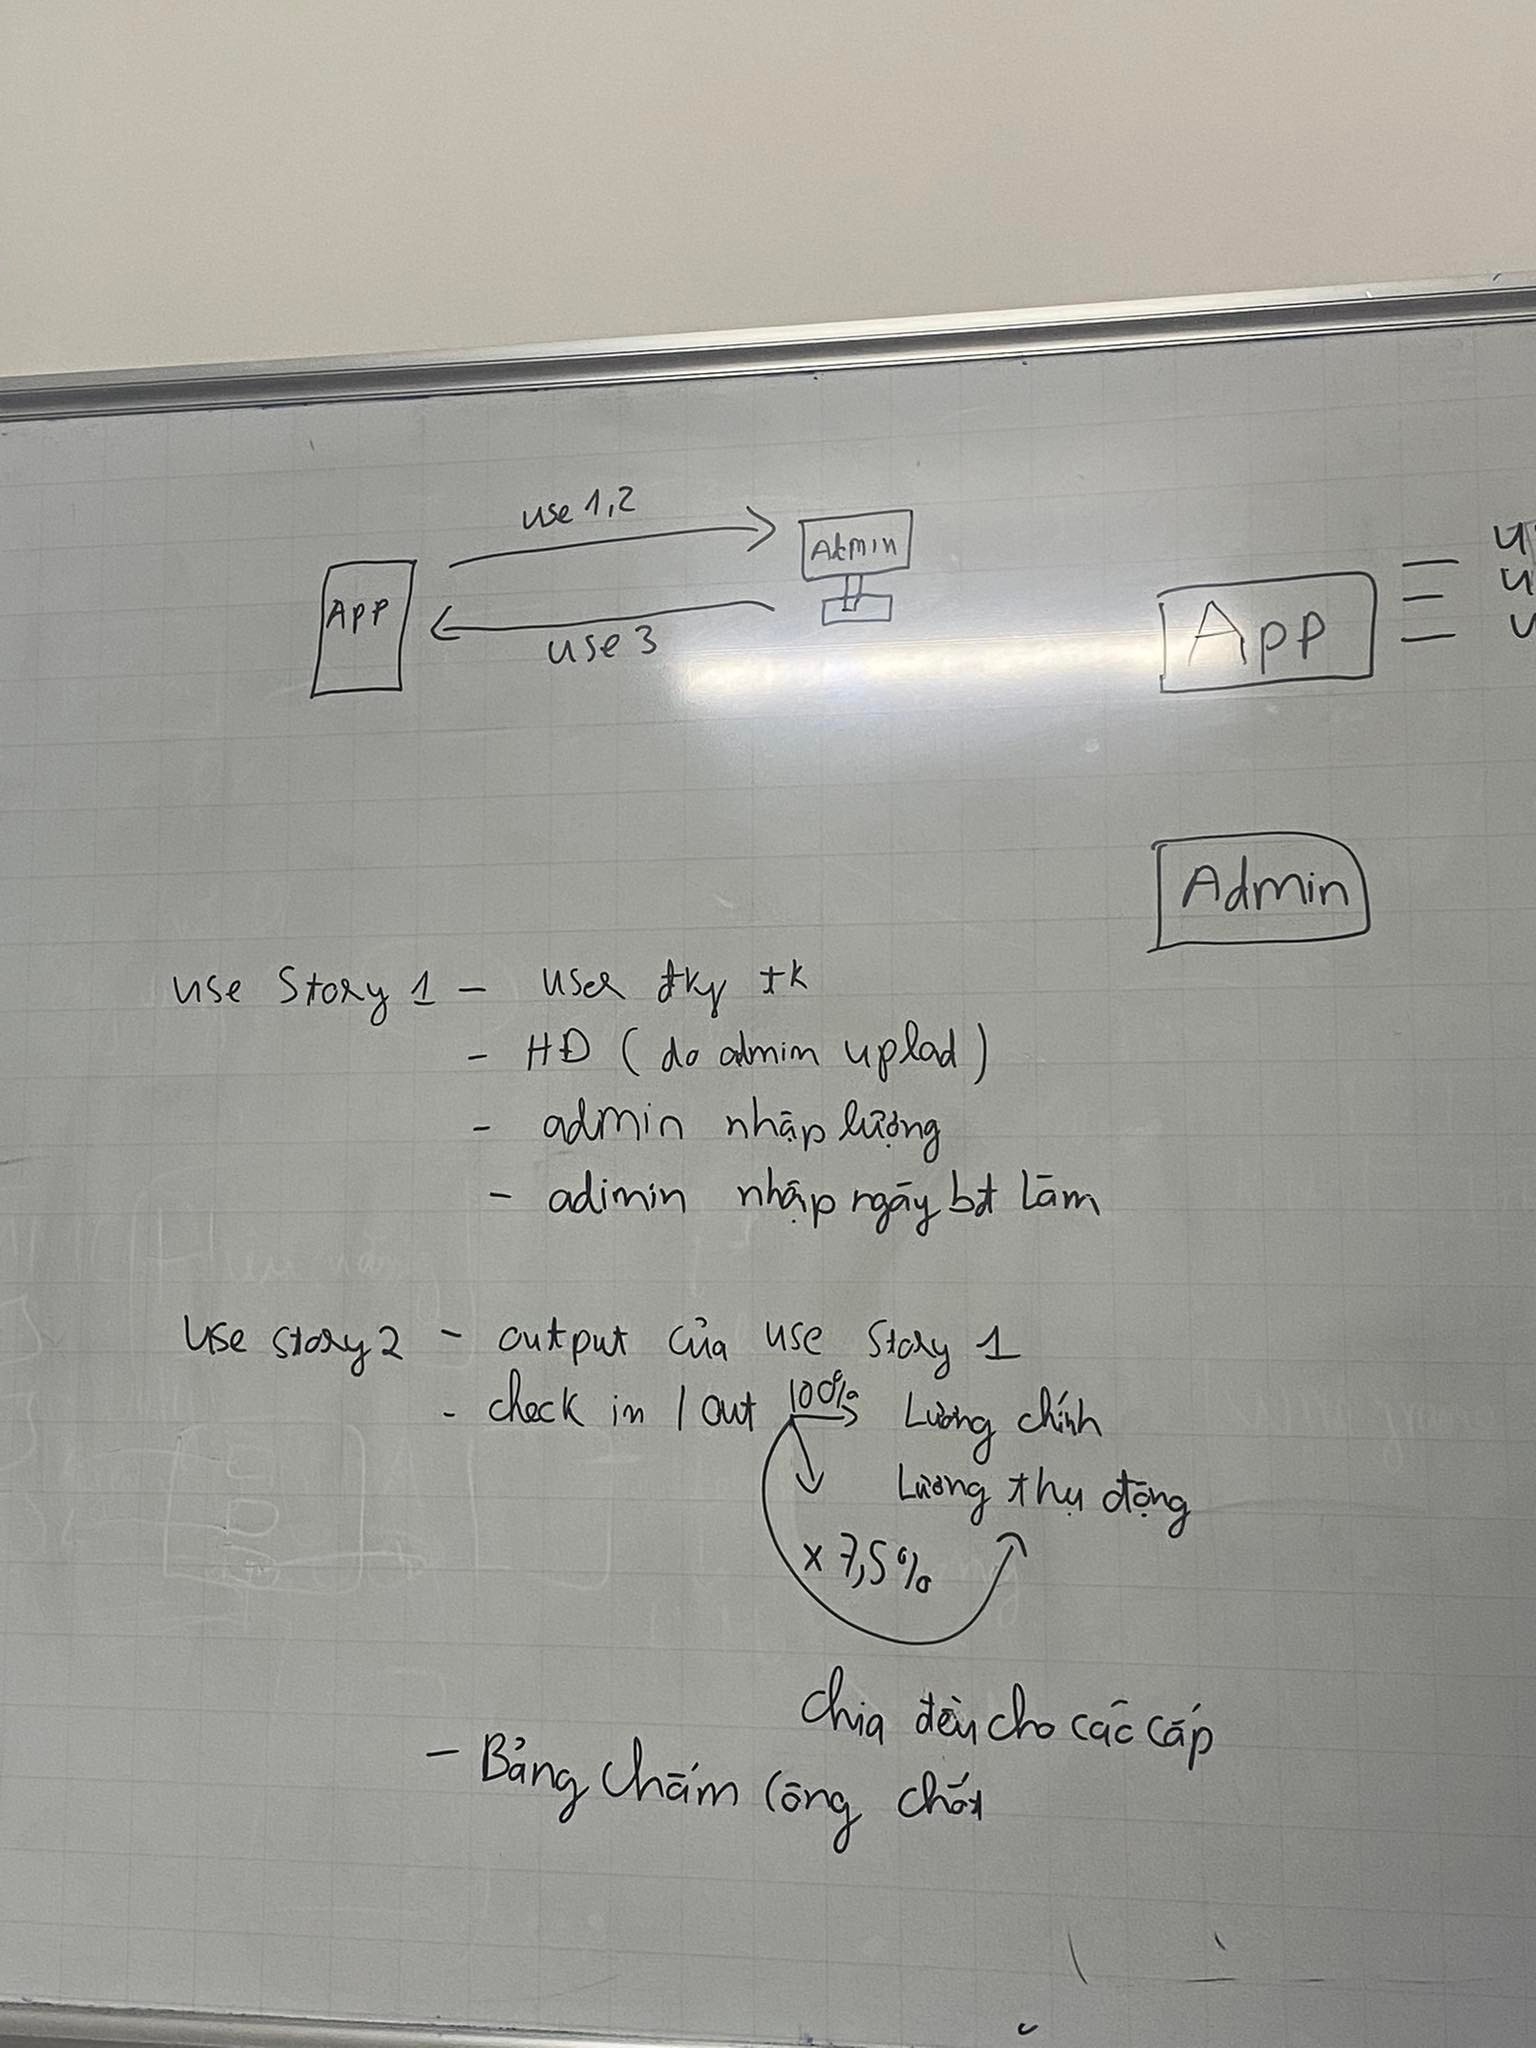 use 1,2
Admin
APP
use 3
App
Admin
use Story 1 - user đky tk
- HĐ (do admin uplad)
- admin nhập lương
- adimin nhập ngày bđ làm
use story 2 - output của use story 1
- check in / out 100% Lương chính
Lương thụ động
x 7,5%
chia đều cho các cấp
- Bảng chấm công chốt